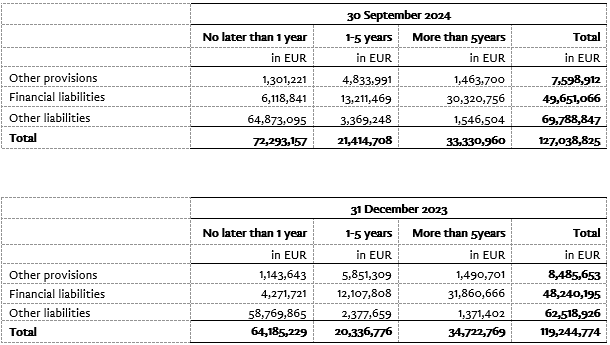 30 September 2024
No later than 1 year 1-5 years More than 5years Total
in EUR in EUR in EUR in EUR
Other provisions 1,301,221 4,833,991 1,463,700 7,598,912
Financial liabilities 6,118,841 13,211,469 30,320,756 49,651,066
Other liabilities 64,873,095 3,369,248 1,546,504 69,788,847
Total 72,293,157 21,414,708 33,330,960 127,038,825
31 December 2023
No later than 1 year 1-5 years More than 5years Total
in EUR in EUR in EUR in EUR
Other provisions 1,143,643 5,851,309 1,490,701 8,485,653
Financial liabilities 4,271,721 12,107,808 31,860,666 48,240,195
Other liabilities 58,769,865 2,377,659 1,371,402 62,518,926
Total 64,185,229 20,336,776 34,722,769 119,244,774